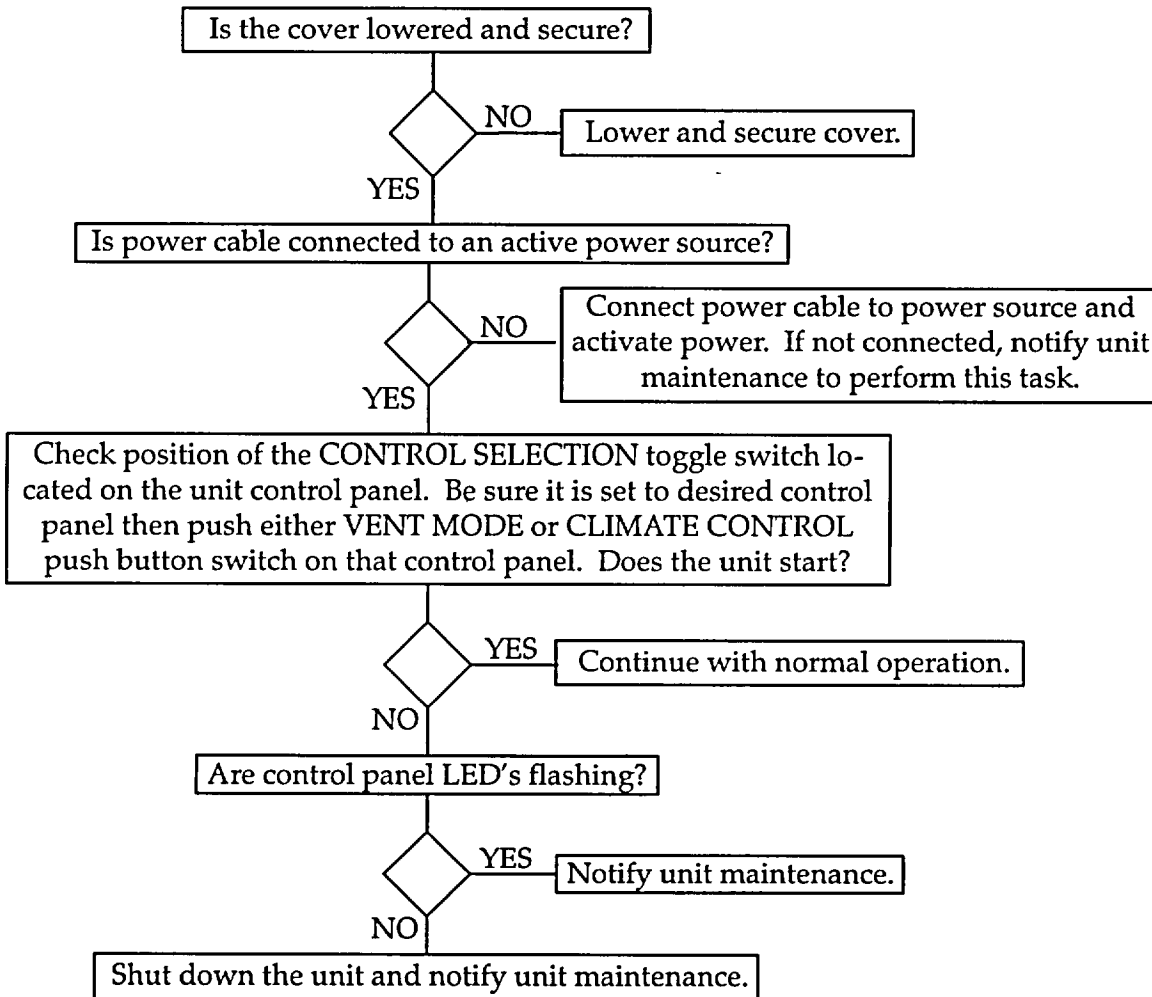 Is the cover lowered and secure?
NO
Lower and secure cover.
YES
Is power cable connected to an active power source?
NO
Connect power cable to power source and
activate power. If not connected, notify unit
maintenance to perform this task.
YES
Check position of the CONTROL SELECTION toggle switch lo-
cated on the unit control panel. Be sure it is set to desired control
panel then push either VENT MODE or CLIMATE CONTROL
push button switch on that control panel. Does the unit start?
YES
Continue with normal operation.
NO
Are control panel LED's flashing?
YES
Notify unit maintenance.
NO
Shut down the unit and notify unit maintenance.